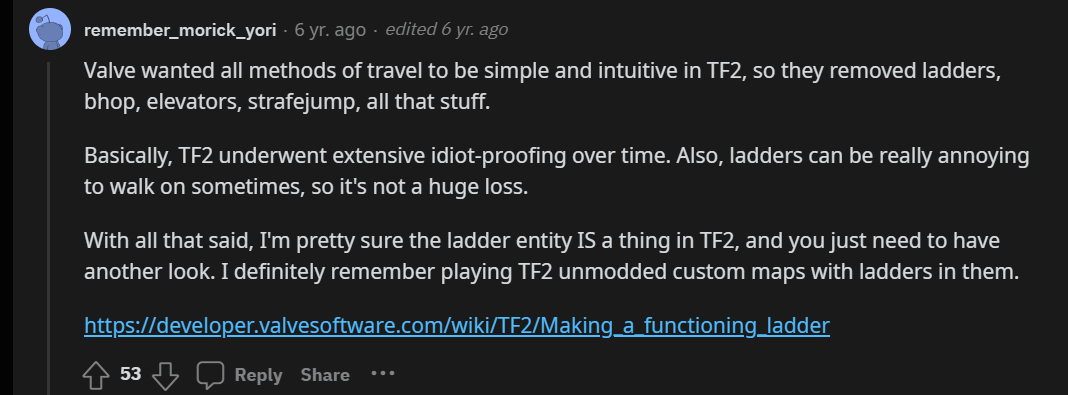 remember_morick_yori · 6 yr. ago · edited 6 yr. ago
Valve wanted all methods of travel to be simple and intuitive in TF2, so they removed ladders,
bhop, elevators, strafejump, all that stuff.
Basically, TF2 underwent extensive idiot-proofing over time. Also, ladders can be really annoying
to walk on sometimes, so it's not a huge loss.
With all that said, I'm pretty sure the ladder entity IS a thing in TF2, and you just need to have
another look. I definitely remember playing TF2 unmodded custom maps with ladders in them.
https://developer.valvesoftware.com/wiki/TF2/Making_a_functioning_ladder
53 Reply Share ···